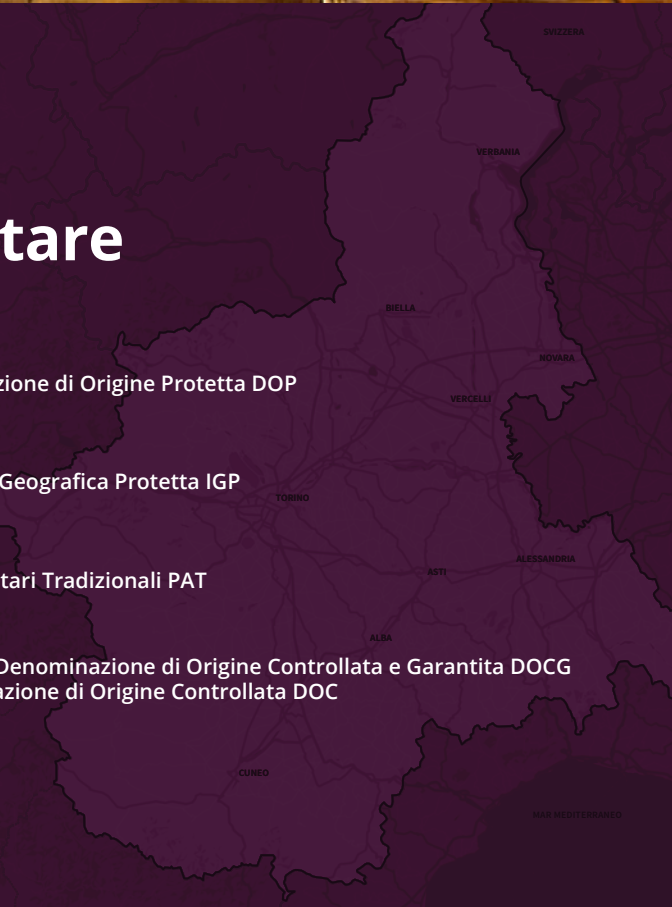 SVIZZERA
VERBANIA
tare
BIELLA
NOVARA
zione di Origine Protetta DOP
VERCELLI
Geografica Protetta IGP
TORINO
ALESSANDRIA
ASTI
tari Tradizionali PAT
ALBA
Denominazione di Origine Controllata e Garantita DOCG
azione di Origine Controllata DOC
CUNEO
MAR MEDITERRANEO